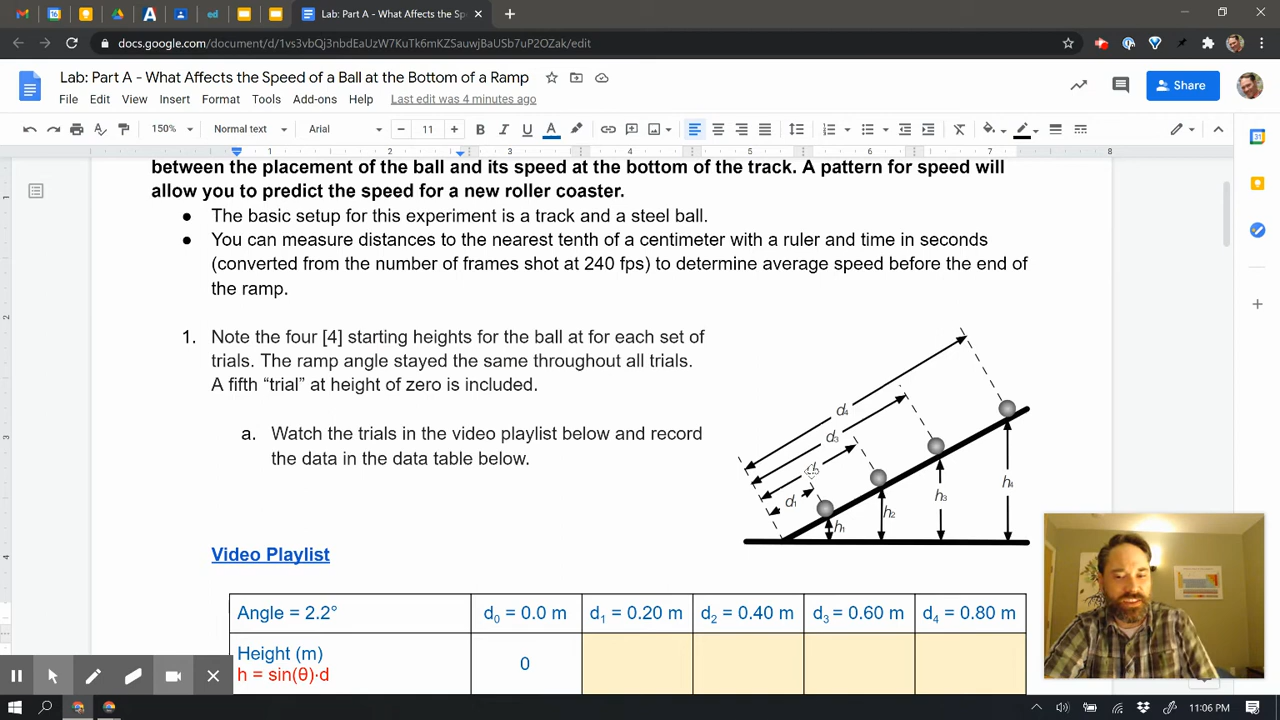 Lab: Part A - What Affects the Sp
docs.google.com/document/d/1vs3vbQj3nbdEaUzW7KuTk6mKZSauwjBaUSb7uP2OZak/edit
Lab: Part A - What Affects the Speed of a Ball at the Bottom of a Ramp
File Edit View Insert Format Tools Add-ons Help Last edit was 4 minutes ago
Share
150% Normal text Arial 11
between the placement of the ball and its speed at the bottom of the track. A pattern for speed will
allow you to predict the speed for a new roller coaster.
● The basic setup for this experiment is a track and a steel ball.
● You can measure distances to the nearest tenth of a centimeter with a ruler and time in seconds
(converted from the number of frames shot at 240 fps) to determine average speed before the end of
the ramp.
1. Note the four [4] starting heights for the ball at for each set of
trials. The ramp angle stayed the same throughout all trials.
A fifth “trial” at height of zero is included.
a. Watch the trials in the video playlist below and record
the data in the data table below.
d₄
d₃
d₂
d₁
h₁
h₂
h₃
h₄
Video Playlist
Angle = 2.2° d₀ = 0.0 m d₁ = 0.20 m d₂ = 0.40 m d₃ = 0.60 m d₄ = 0.80 m
Height (m) 0
h = sin(θ)·d
11:06 PM